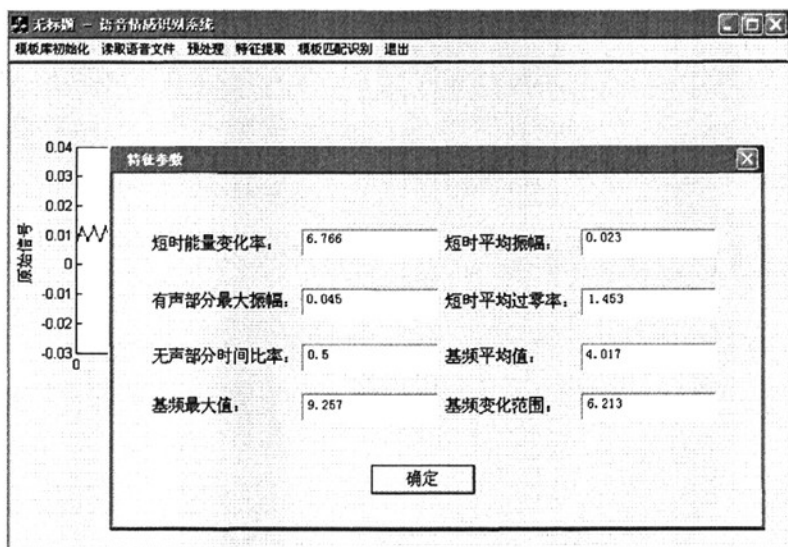 无标题 - 语音情感识别系统
模板库初始化 读取语音文件 预处理 特征提取 模板匹配识别 退出
特征参数
0.04
0.03
0.02
0.01
0
-0.01
-0.02
-0.03
0
原始信号
短时能量变化率： 6.766 短时平均振幅： 0.023
有声部分最大振幅： 0.045 短时平均过零率： 1.453
无声部分时间比率： 0.5 基频平均值： 4.017
基频最大值： 9.257 基频变化范围： 6.213
确定